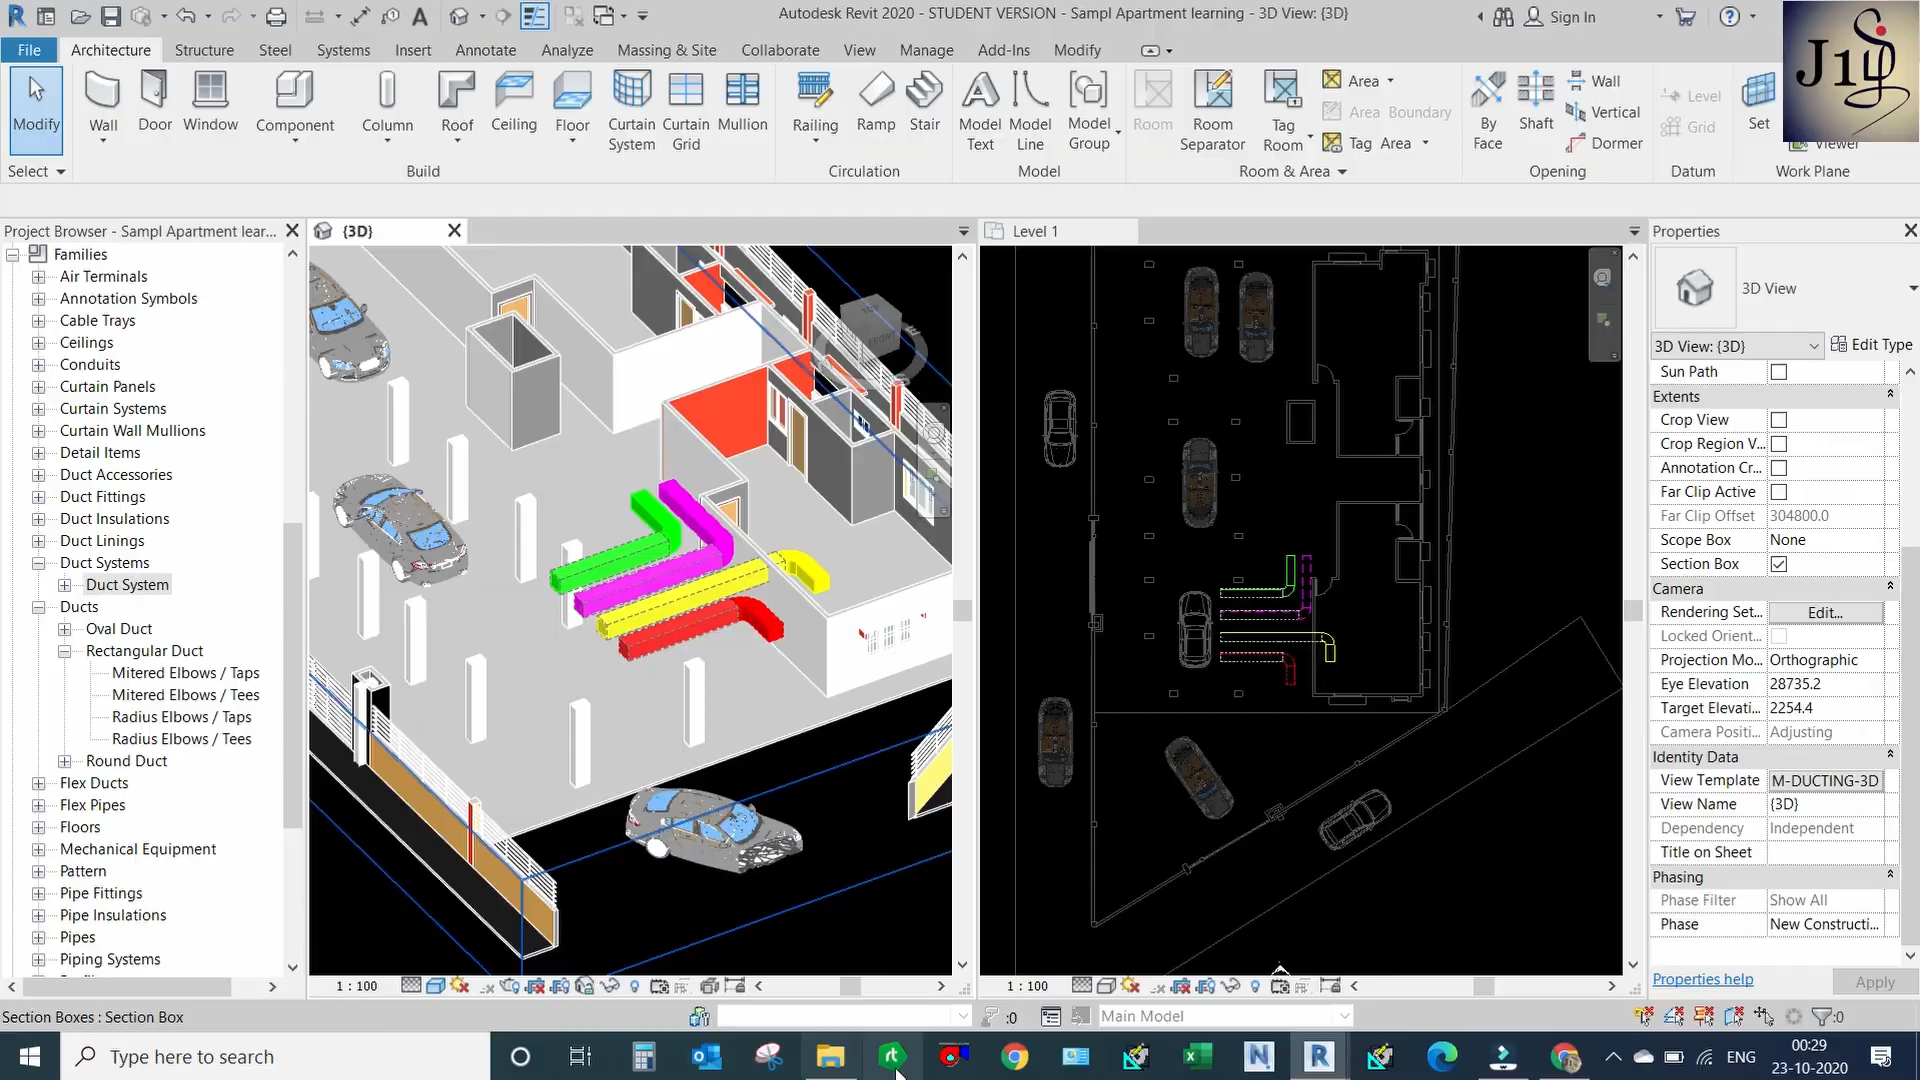 Autodesk Revit 2020 - STUDENT VERSION - Sampl Apartment learning - 3D View: {3D}
Sign In
J1
File Architecture Structure Steel Systems Insert Annotate Analyze Massing & Site Collaborate View Manage Add-Ins Modify
Modify
Wall
Door
Window
Component
Column
Roof
Ceiling
Floor
Curtain System
Curtain Grid
Mullion
Railing
Ramp
Stair
Model Text
Model Line
Model Group
Room
Room Separator
Tag Room
Area
Area Boundary
Tag Area
By Face
Shaft
Wall
Vertical
Dormer
Level
Grid
Set
Viewer
Select
Build
Circulation
Model
Room & Area
Opening
Datum
Work Plane
Project Browser - Sampl Apartment lear...
Families
Air Terminals
Annotation Symbols
Cable Trays
Ceilings
Conduits
Curtain Panels
Curtain Systems
Curtain Wall Mullions
Detail Items
Duct Accessories
Duct Fittings
Duct Insulations
Duct Linings
Duct Systems
Duct System
Ducts
Oval Duct
Rectangular Duct
Mitered Elbows / Taps
Mitered Elbows / Tees
Radius Elbows / Taps
Radius Elbows / Tees
Round Duct
Flex Ducts
Flex Pipes
Floors
Mechanical Equipment
Pattern
Pipe Fittings
Pipe Insulations
Pipes
Piping Systems
{3D}
FRONT
1 : 100
Level 1
1 : 100
Properties
3D View
3D View: {3D}
Edit Type
Sun Path
Extents
Crop View
Crop Region V...
Annotation Cr...
Far Clip Active
Far Clip Offset 304800.0
Scope Box None
Section Box
Camera
Rendering Set... Edit...
Locked Orient...
Projection Mo... Orthographic
Eye Elevation 28735.2
Target Elevati... 2254.4
Camera Positi... Adjusting
Identity Data
View Template M-DUCTING-3D
View Name {3D}
Dependency Independent
Title on Sheet
Phasing
Phase Filter Show All
Phase New Constructi...
Properties help
Apply
Section Boxes : Section Box
:0
Main Model
:0
Type here to search
rt
N
R
ENG
00:29
23-10-2020